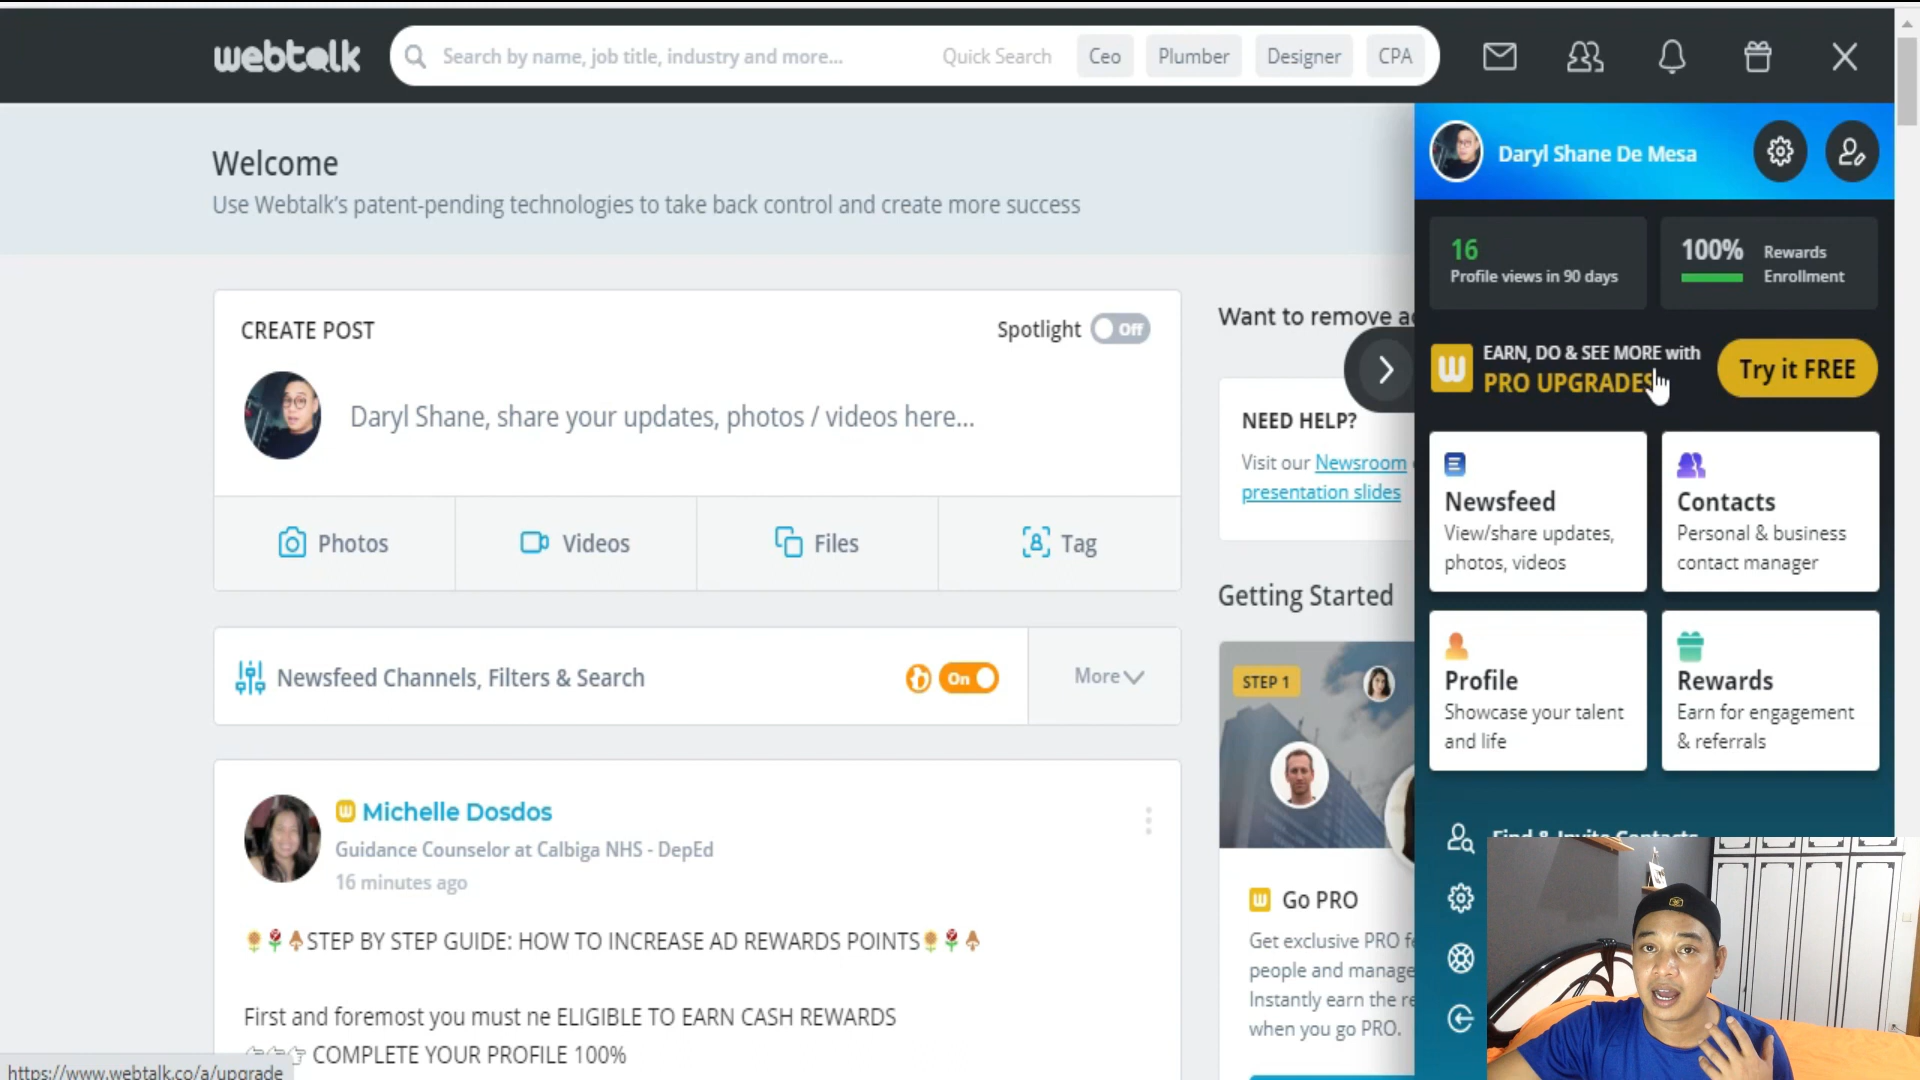 webtalk
Search by name, job title, industry and more...
Quick Search
Ceo
Plumber
Designer
CPA
Welcome
Use Webtalk's patent-pending technologies to take back control and create more success
CREATE POST
Spotlight
Off
Daryl Shane, share your updates, photos / videos here...
Photos
Videos
Files
Tag
Newsfeed Channels, Filters & Search
On
More
Michelle Dosdos
Guidance Counselor at Calbiga NHS - DepEd
16 minutes ago
STEP BY STEP GUIDE: HOW TO INCREASE AD REWARDS POINTS
First and foremost you must ne ELIGIBLE TO EARN CASH REWARDS
COMPLETE YOUR PROFILE 100%
https://www.webtalk.co/a/upgrade
Want to remove
NEED HELP?
Visit our Newsroom
presentation slides
Getting Started
STEP 1
Go PRO
Get exclusive PRO
people and manage
Instantly earn the
when you go PRO.
Daryl Shane De Mesa
16
Profile views in 90 days
100%
Rewards
Enrollment
EARN, DO & SEE MORE with
PRO UPGRADES
Try it FREE
Newsfeed
View/share updates,
photos, videos
Contacts
Personal & business
contact manager
Profile
Showcase your talent
and life
Rewards
Earn for engagement
& referrals
Find & Invite Contacts